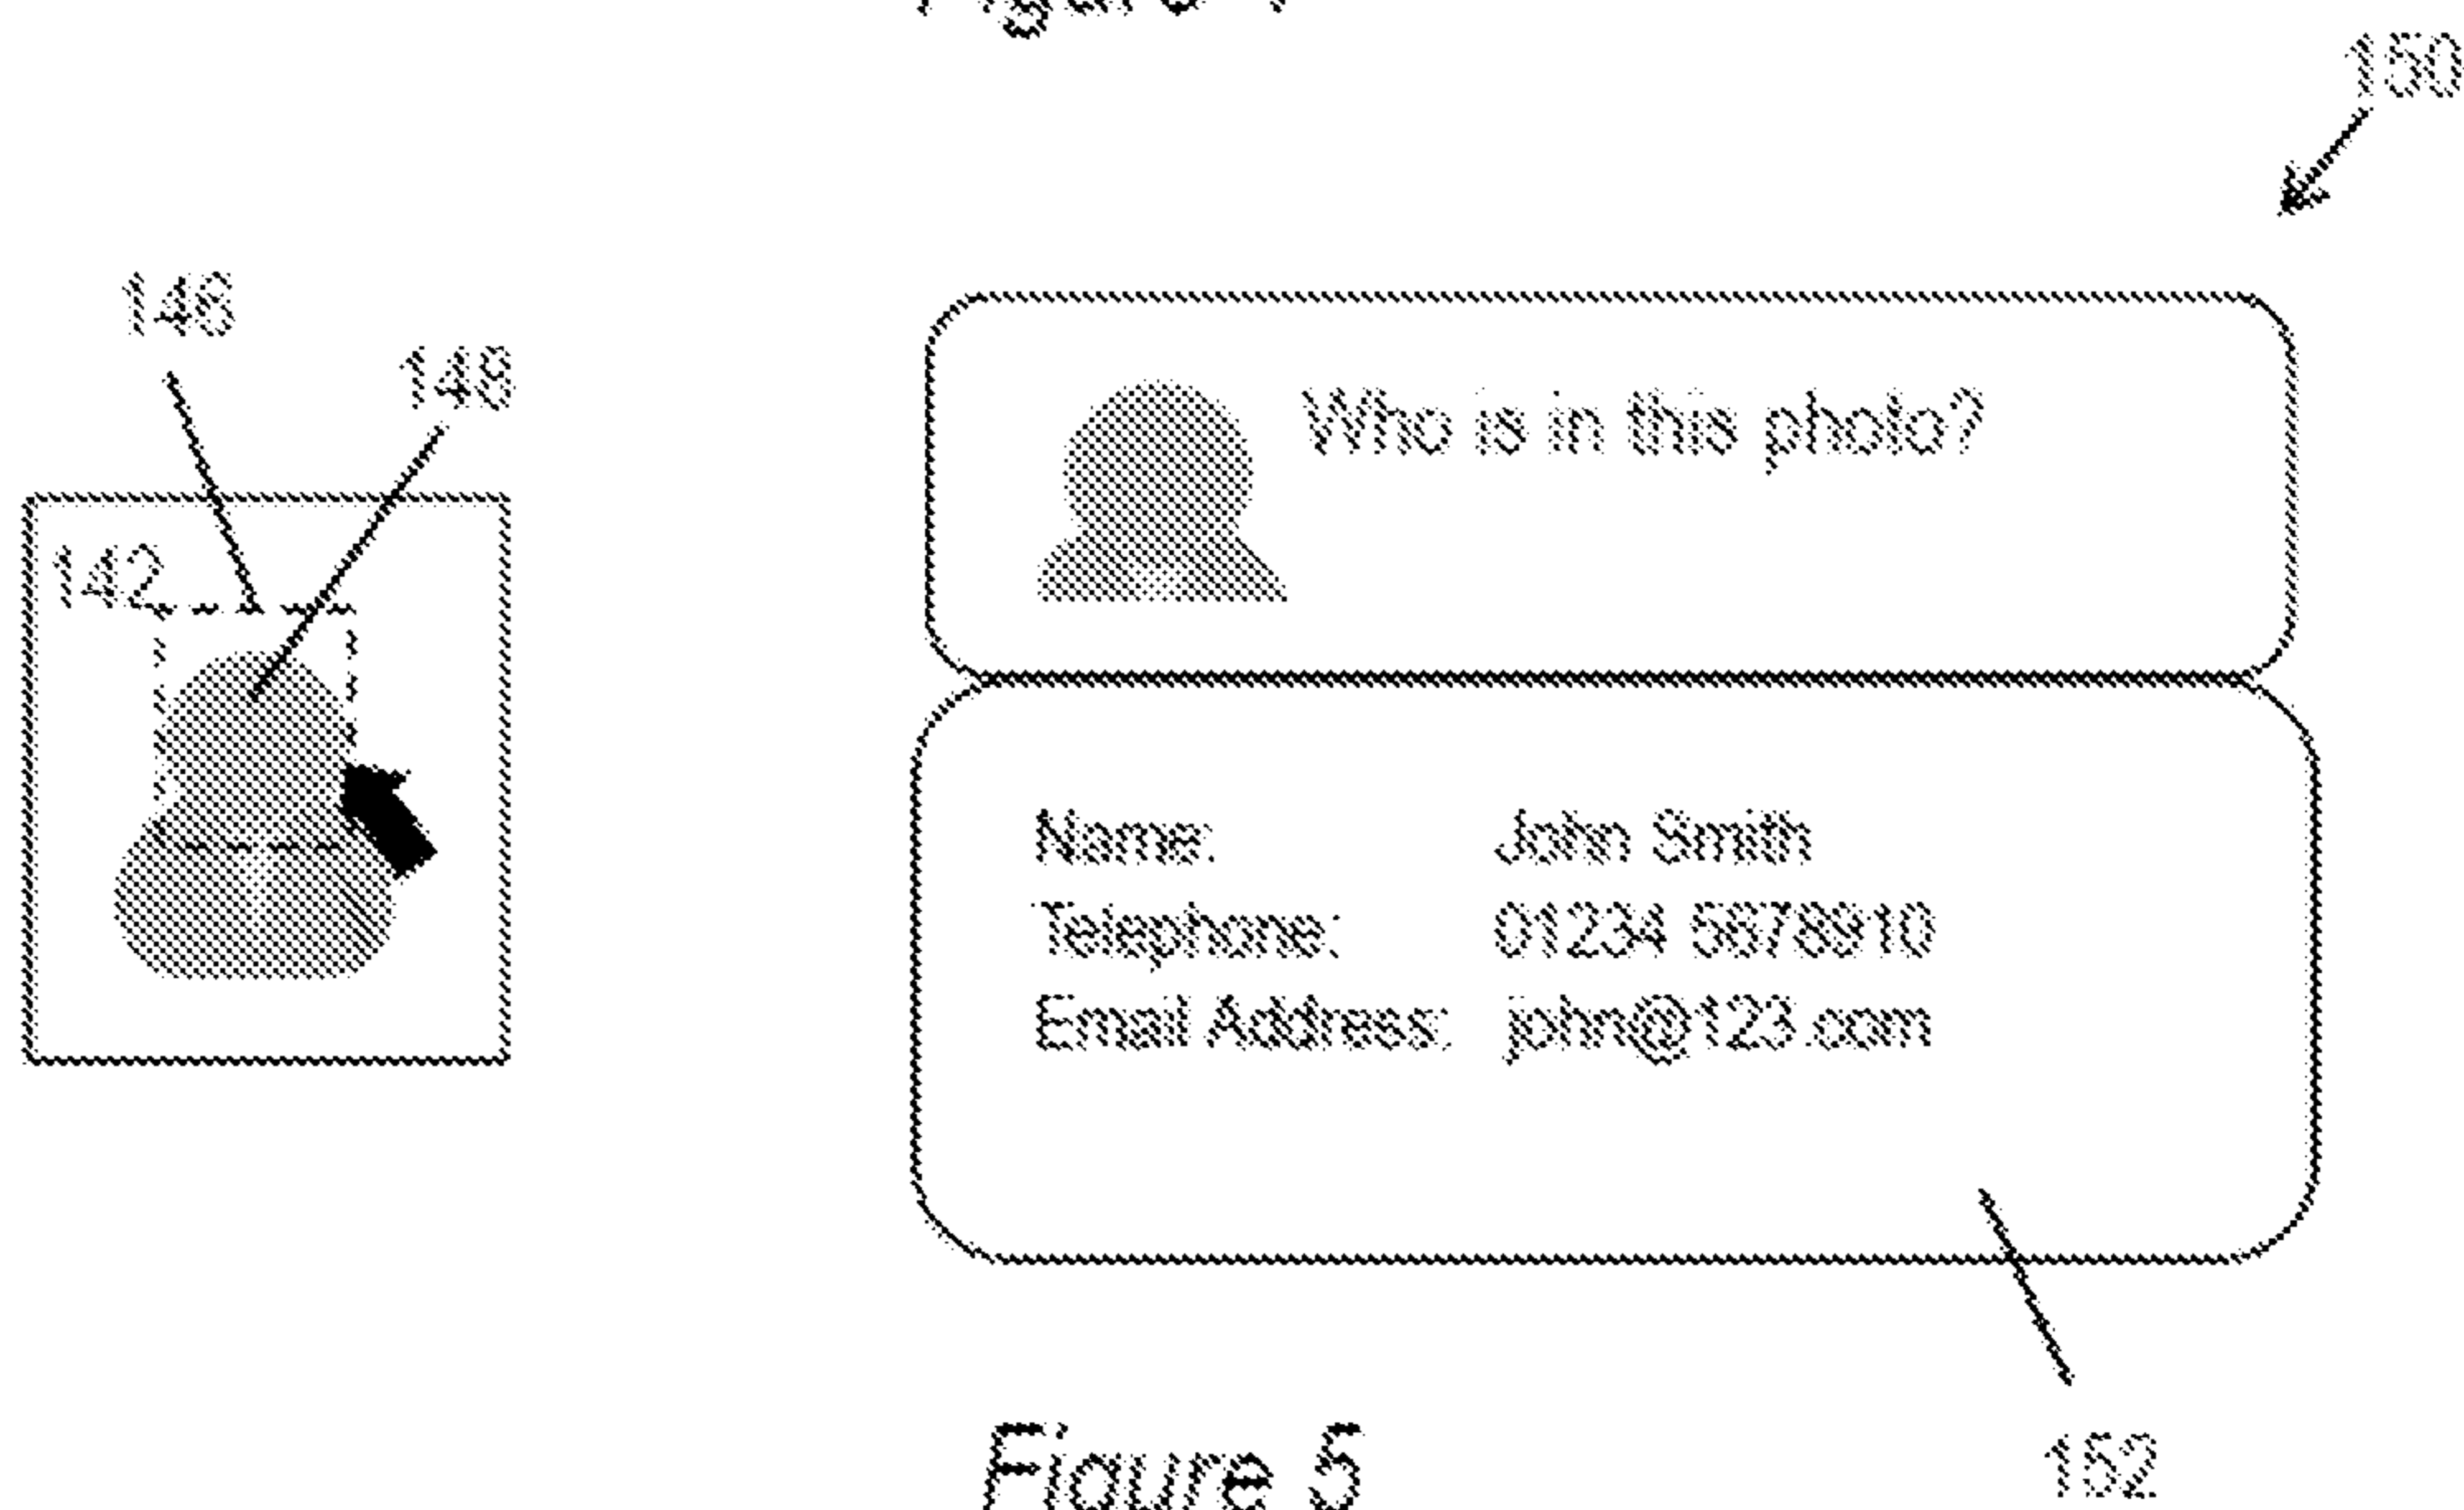 150
148
149
Who is in this photo?
142
Name: John Smith
Telephone: 01234 5678910
Email Address: john@123.com
Figure 5
152